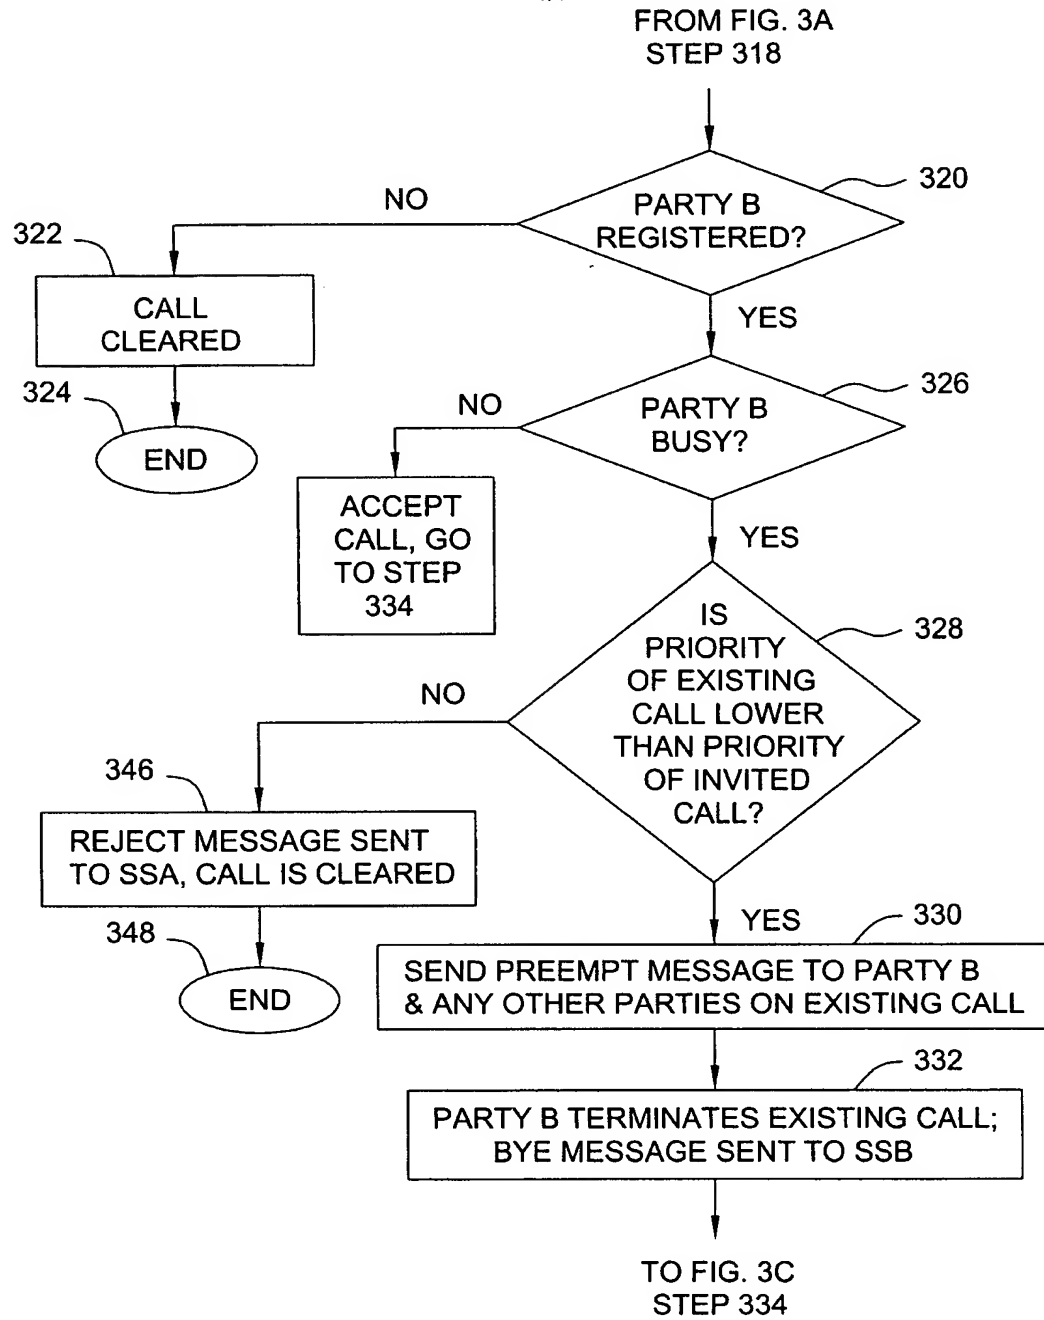 FROM FIG. 3A
STEP 318
320
NO
PARTY B
REGISTERED?
322
CALL
CLEARED
YES
324
END
326
NO
PARTY B
BUSY?
ACCEPT
CALL, GO
TO STEP
334
YES
328
IS
PRIORITY
OF EXISTING
CALL LOWER
THAN PRIORITY
OF INVITED
CALL?
NO
346
REJECT MESSAGE SENT
TO SSA, CALL IS CLEARED
348
END
YES
330
SEND PREEMPT MESSAGE TO PARTY B
& ANY OTHER PARTIES ON EXISTING CALL
332
PARTY B TERMINATES EXISTING CALL;
BYE MESSAGE SENT TO SSB
TO FIG. 3C
STEP 334